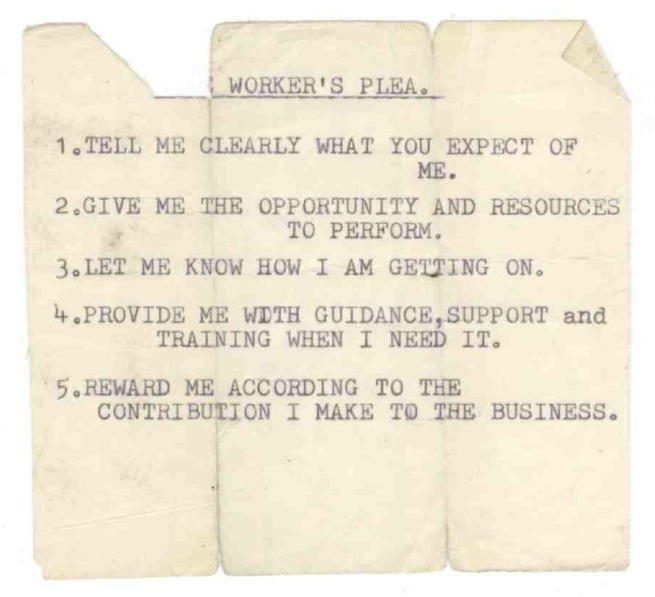 WORKER'S PLEA.
1.TELL ME CLEARLY WHAT YOU EXPECT OF
ME.
2.GIVE ME THE OPPORTUNITY AND RESOURCES
TO PERFORM.
3.LET ME KNOW HOW I AM GETTING ON.
4.PROVIDE ME WITH GUIDANCE,SUPPORT and
TRAINING WHEN I NEED IT.
5.REWARD ME ACCORDING TO THE
CONTRIBUTION I MAKE TO THE BUSINESS.